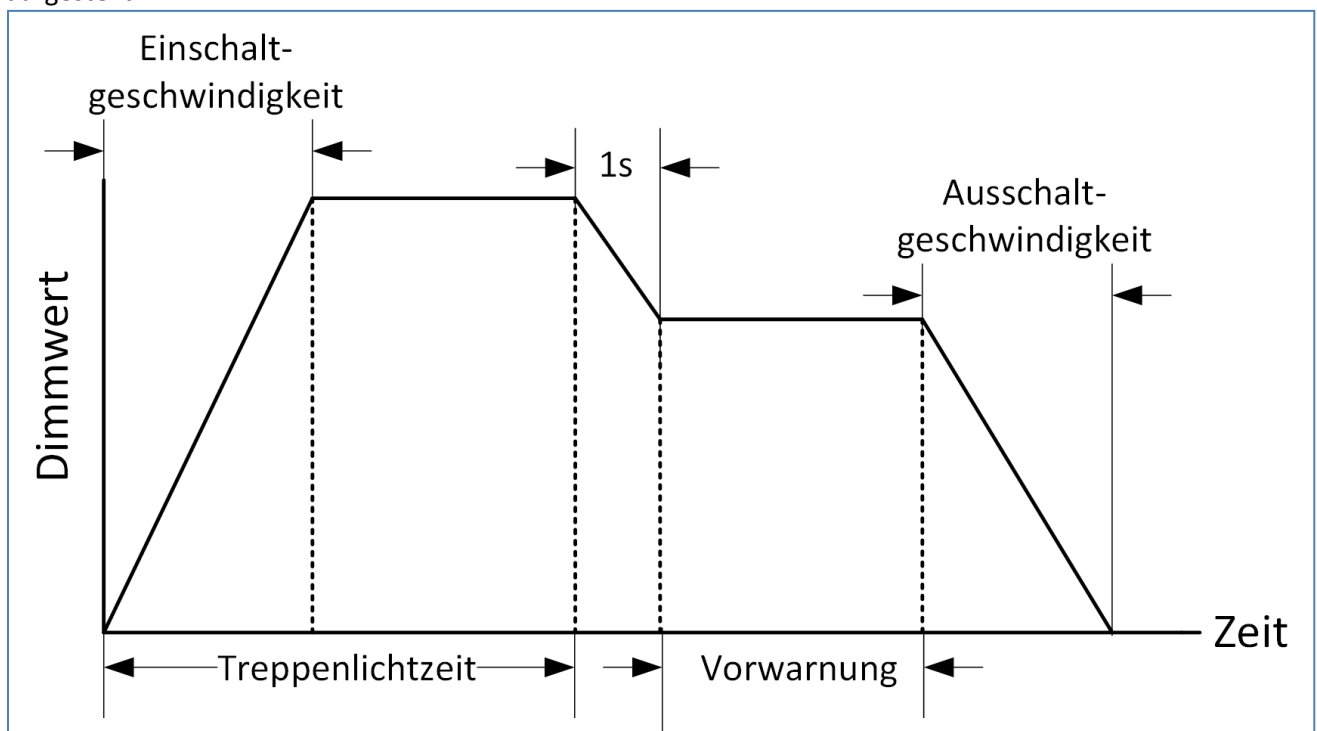 Einschalt-
geschwindigkeit
1s
Ausschalt-
geschwindigkeit
Dimmwert
Zeit
Treppenlichtzeit
Vorwarnung